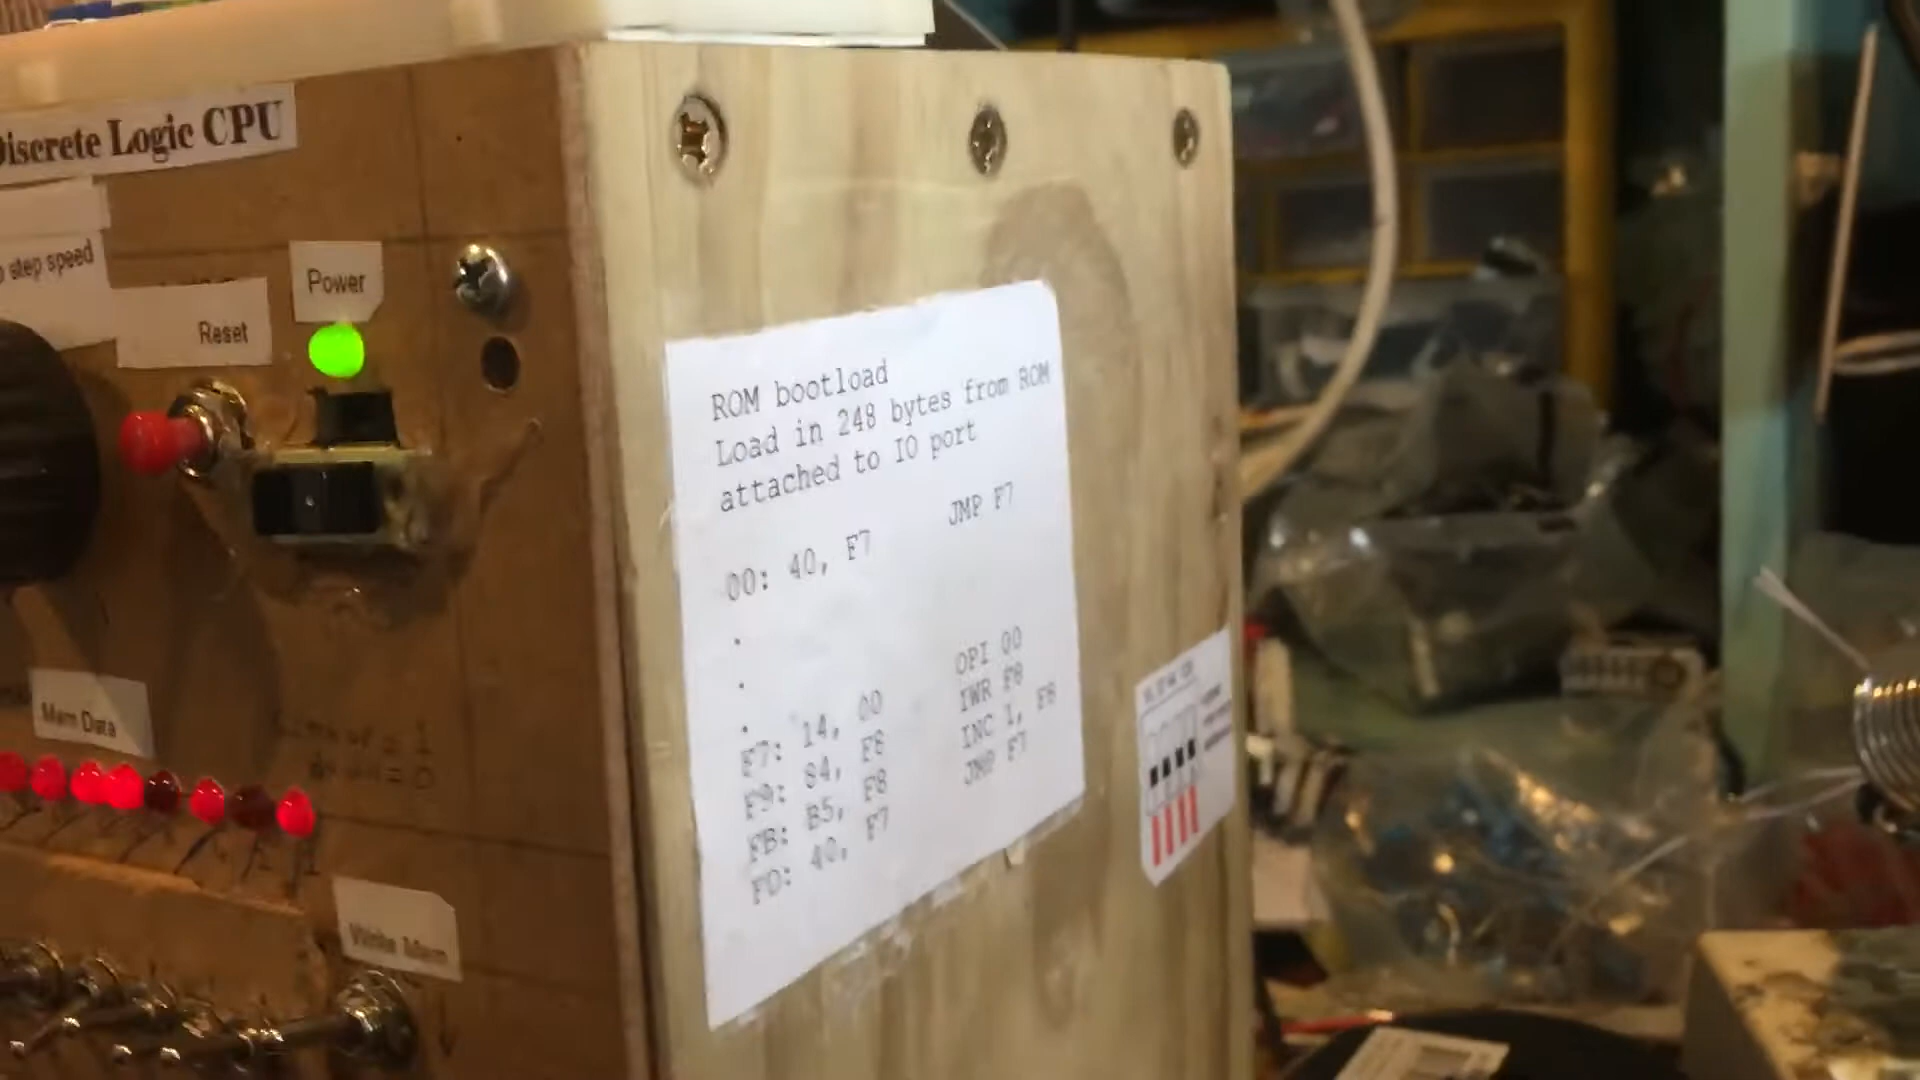 Discrete Logic CPU
step speed
Power
Reset
Mem Data
Write Mem
ROM bootload
Load in 248 bytes from ROM
attached to IO port
00: 40, F7 JMP F7
.
.
.
F7: 14, 00 OPI 00
F9: 84, F8 IWR F8
FB: B5, F8 INC 1, F8
FD: 40, F7 JMP F7